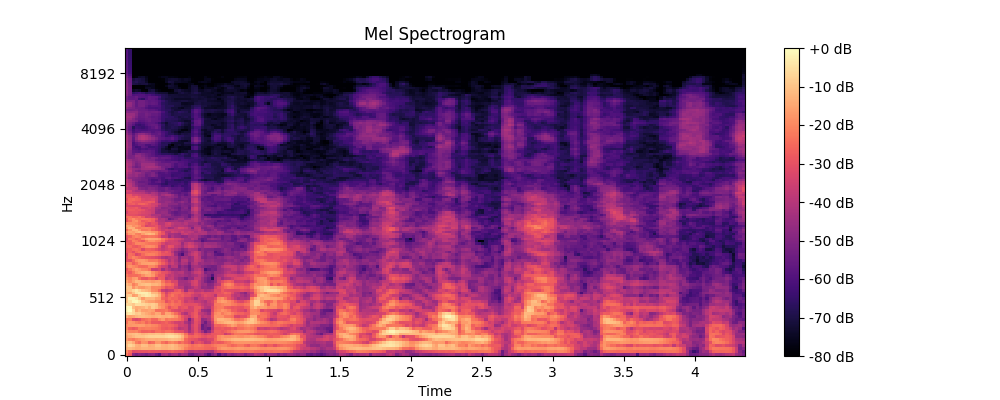 Mel Spectrogram
8192
4096
2048
1024
512
0
Hz
0 0.5 1 1.5 2 2.5 3 3.5 4
Time
+0 dB
-10 dB
-20 dB
-30 dB
-40 dB
-50 dB
-60 dB
-70 dB
-80 dB